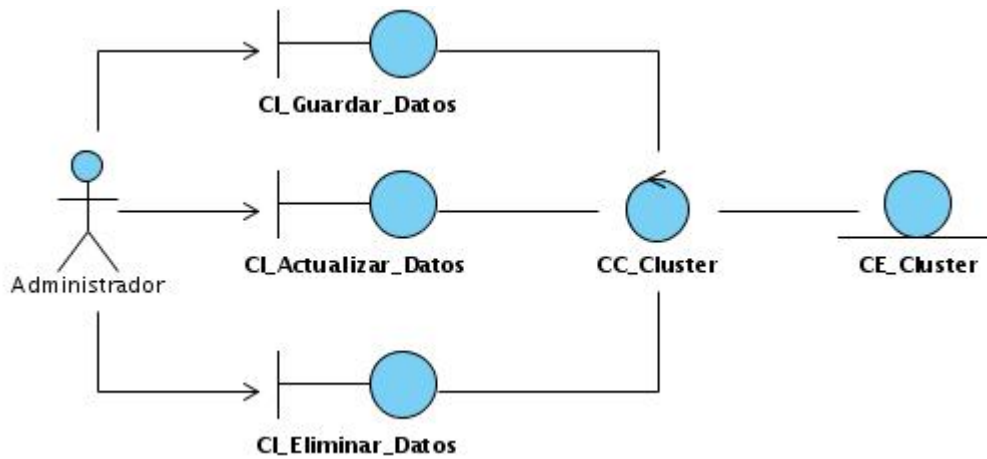 CI_Guardar_Datos
Administrador
CI_Actualizar_Datos
CC_Cluster
CE_Cluster
CI_Eliminar_Datos